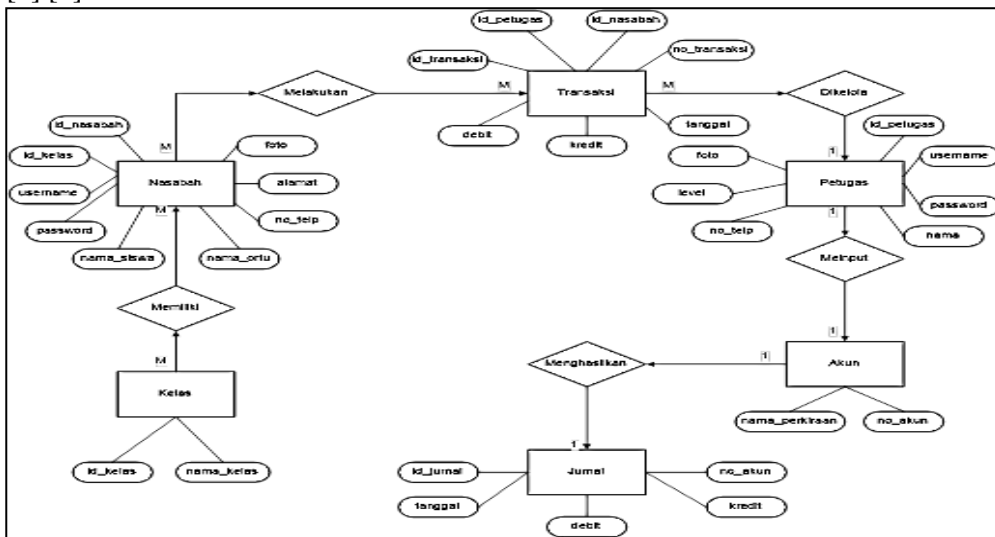 id_petugas
id_nasabah
id_transaksi
no_transaksi
Melakukan
M
Transaksi
M
Dikelola
debit
kredit
tanggal
id_nasabah
M
foto
id_kelas
username
Nasabah
alamat
password
M
no_telp
nama_siswa
nama_ortu
id_petugas
1
foto
username
level
Petugas
password
no_telp
1
nama
Meinput
Memiliki
1
M
Menghasilkan
1
Akun
Kelas
nama_perkiraan
no_akun
id_kelas
nama_kelas
1
id_jurnal
Jurnal
no_akun
tanggal
kredit
debit